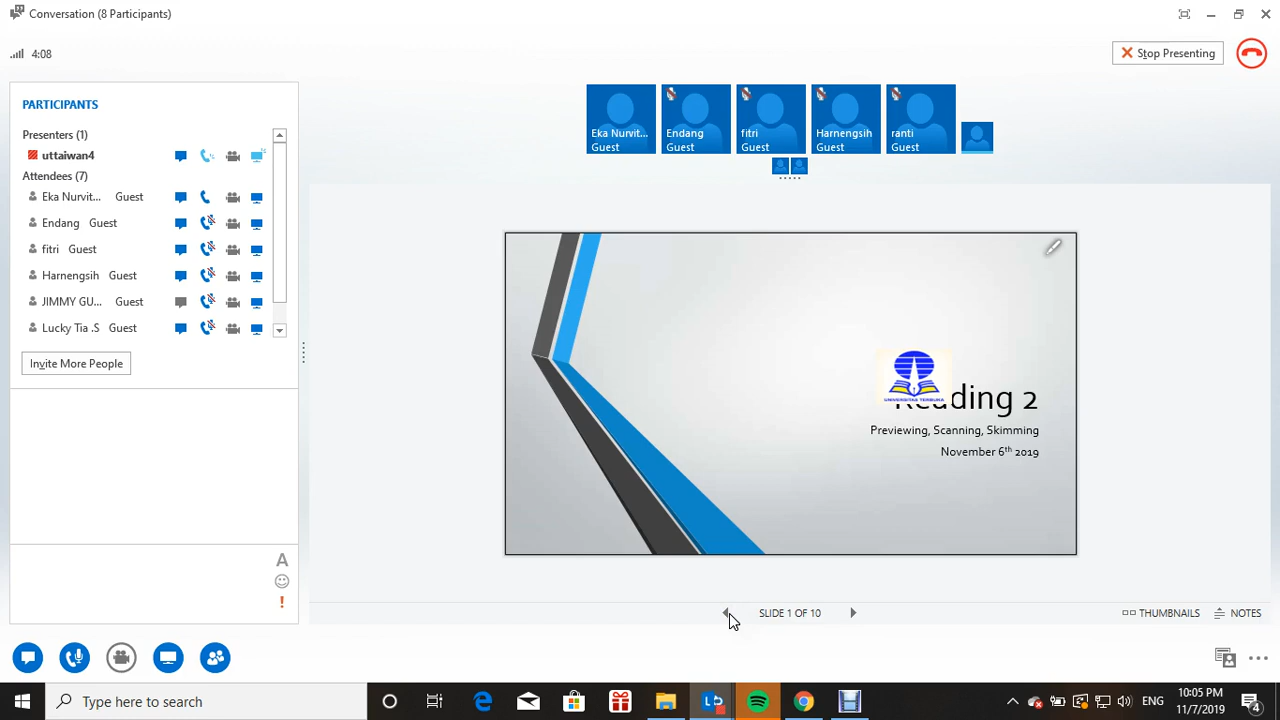 Conversation (8 Participants)
4:08
Stop Presenting
PARTICIPANTS
Presenters (1)
uttaiwan4
Attendees (7)
Eka Nurvit... Guest
Endang Guest
fitri Guest
Harnengsih Guest
JIMMY GU... Guest
Lucky Tia .S Guest
Invite More People
Eka Nurvit...
Guest
Endang
Guest
fitri
Guest
Harnengsih
Guest
ranti
Guest
UNIVERSITAS TERBUKA
Reading 2
Previewing, Scanning, Skimming
November 6th 2019
SLIDE 1 OF 10
THUMBNAILS
NOTES
A
!
Type here to search
ENG
10:05 PM
11/7/2019
4